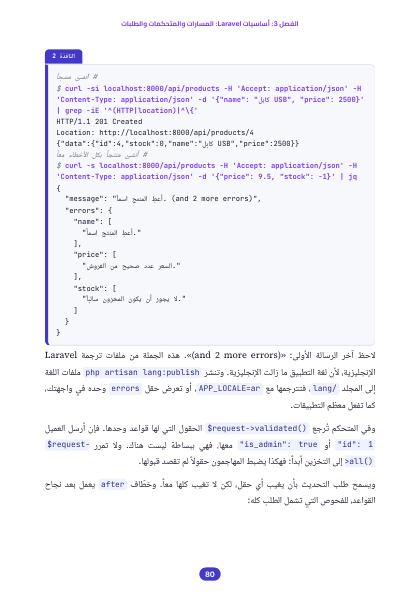 الفصل 3: أساسيات Laravel: المسارات والمتحكمات والطلبات
النافذة 2
# أنشئ منتجاً
$ curl -si localhost:8000/api/products -H 'Accept: application/json' -H
'Content-Type: application/json' -d '{"name": "كابل USB", "price": 2500}'
| grep -iE '^(HTTP|location)|^\{'
HTTP/1.1 201 Created
Location: http://localhost:8000/api/products/4
{"data":{"id":4,"stock":0,"name":"كابل USB","price":2500}}
# أنشئ منتجاً بكل الأخطاء معاً
$ curl -s localhost:8000/api/products -H 'Accept: application/json' -H
'Content-Type: application/json' -d '{"price": 9.5, "stock": -1}' | jq
{
"message": "أعطِ المنتج اسماً. (and 2 more errors)",
"errors": {
"name": [
"أعطِ المنتج اسماً."
],
"price": [
"السعر عدد صحيح من القروش."
],
"stock": [
"لا يجوز أن يكون المخزون سالباً."
]
}
}
لاحظ آخر الرسالة الأولى: «(and 2 more errors)». هذه الجملة من ملفات ترجمة Laravel
الإنجليزية، لأن لغة التطبيق ما زالت الإنجليزية. وتنشر php artisan lang:publish ملفات اللغة
إلى المجلد lang/، فتترجمها مع APP_LOCALE=ar، أو تعرض حقل errors وحده في واجهتك،
كما تفعل معظم التطبيقات.
وفي المتحكم تُرجع $request->validated() الحقول التي لها قواعد وحدها. فإن أرسل العميل
"id": 1 أو "is_admin": true معها، فهي ببساطة ليست هناك. ولا تمرر $request-
>all() إلى التخزين أبداً: فهكذا يضبط المهاجمون حقولاً لم تقصد قبولها.
ويسمح طلب التحديث بأن يغيب أي حقل، لكن لا تغيب كلها معاً. وخطّاف after يعمل بعد نجاح
القواعد، للفحوص التي تشمل الطلب كله:
80